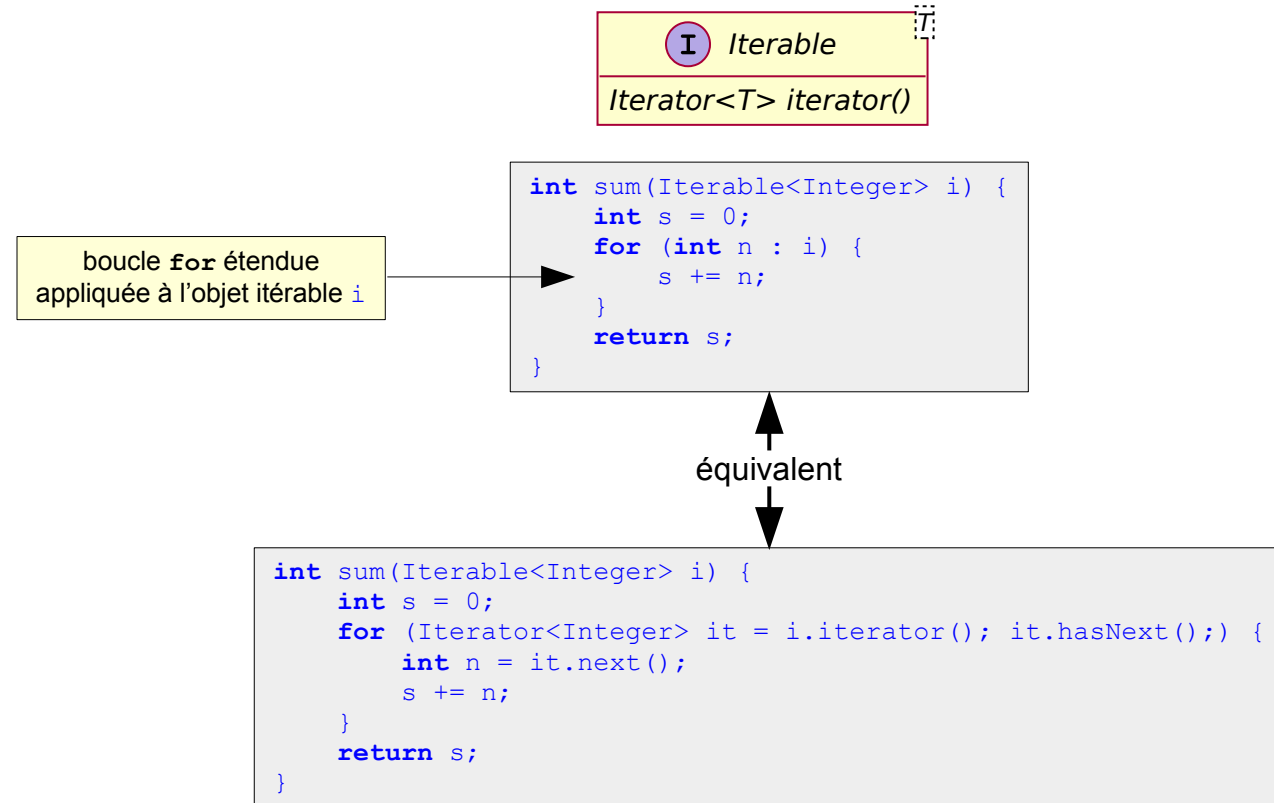 I Iterable
T
Iterator<T> iterator()
int sum(Iterable<Integer> i) {
    int s = 0;
    for (int n : i) {
        s += n;
    }
    return s;
}
boucle for étendue
appliquée à l’objet itérable i
équivalent
int sum(Iterable<Integer> i) {
    int s = 0;
    for (Iterator<Integer> it = i.iterator(); it.hasNext();) {
        int n = it.next();
        s += n;
    }
    return s;
}